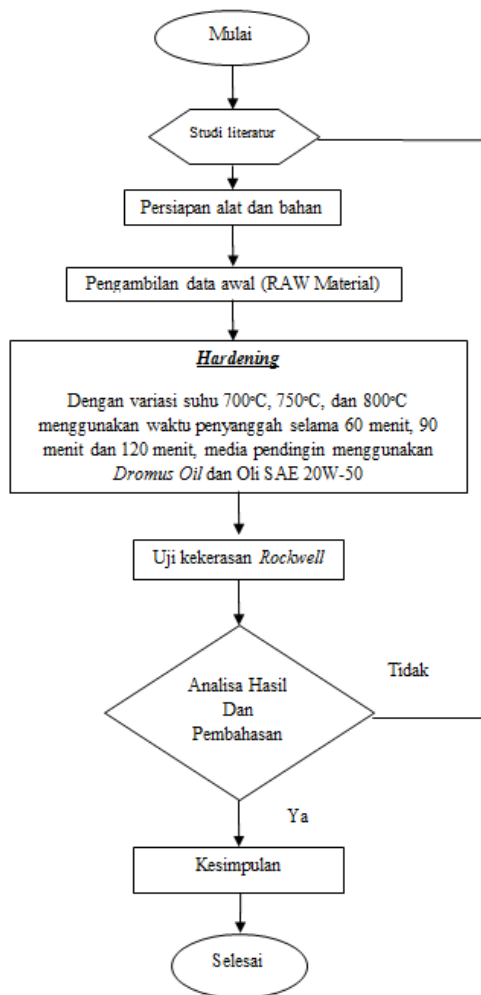 Mulai
Studi literatur
Persiapan alat dan bahan
Pengambilan data awal (RAW Material)
Hardening
Dengan variasi suhu 700°C, 750°C, dan 800°C
menggunakan waktu penyanggah selama 60 menit, 90
menit dan 120 menit, media pendingin menggunakan
Dromus Oil dan Oli SAE 20W-50
Uji kekerasan Rockwell
Analisa Hasil
Dan
Pembahasan
Tidak
Ya
Kesimpulan
Selesai